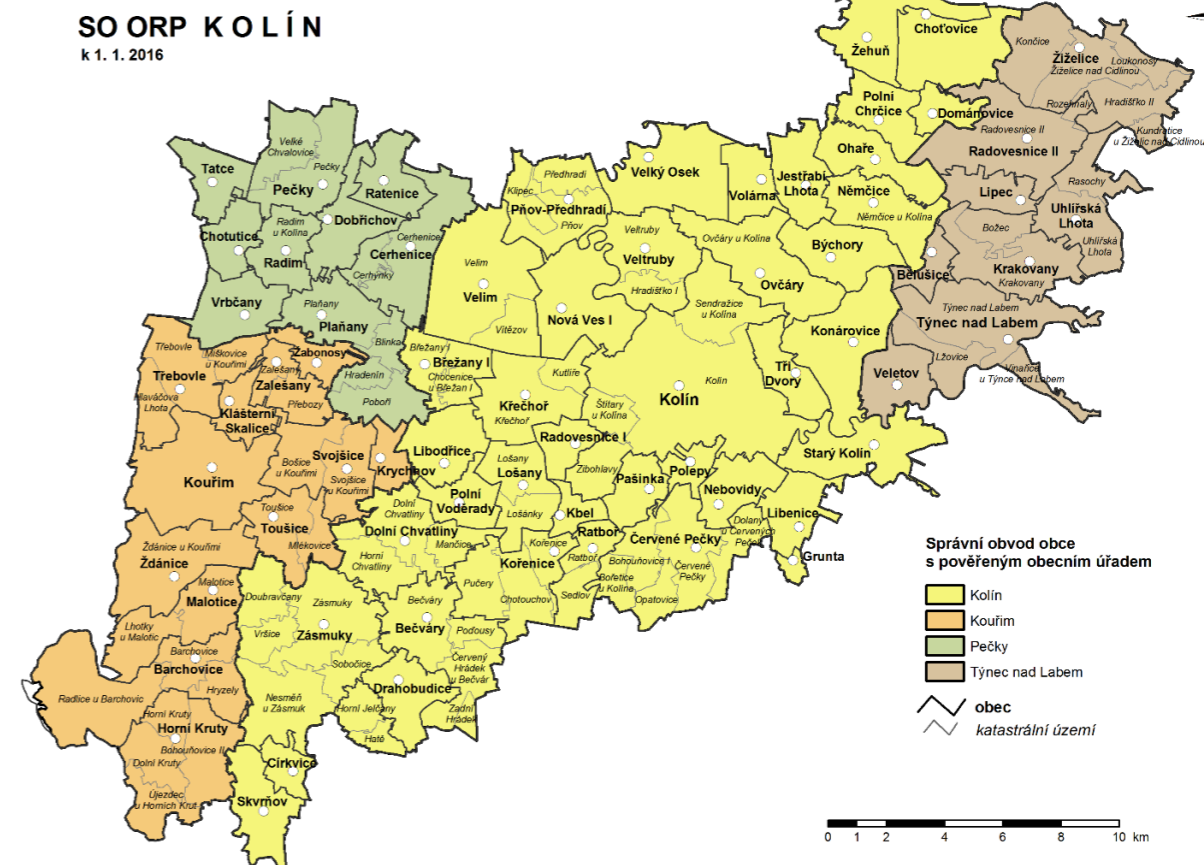 SO ORP KOLÍN
k 1. 1. 2016
Choťovice
Žehuň
Končice
Žiželice
Loukonosy
Žiželice nad Cidlinou
Polní
Chrčice
Domanovice
Rozehnaly
Hradišťko II
Radovesnice II
Radovesnice II
Kundratice
u Žiželic nad Cidlinou
Ohaře
Velké
Chvalovice
Pečky
Tatce
Pečky
Ratenice
Předhradí
Klipec
Pňov-Předhradí
Pňov
Velký Osek
Volárna
Jestřabí
Lhota
Němčice
Němčice u Kolína
Lipec
Rasochy
Uhlířská
Lhota
Božec
Uhlířská
Lhota
Krakovany
Krakovany
Bělušice
Chotutice
Radim
u Kolína
Dobřichov
Radim
Cerhenice
Cerhenice
Cerhýnky
Veltruby
Veltruby
Hradišťko I
Ovčáry u Kolína
Býchory
Ovčáry
Velim
Velim
Vítězov
Nová Ves I
Sendražice
u Kolína
Konárovice
Týnec nad Labem
Týnec nad Labem
Lžovice
Vinařice
u Týnce nad Labem
Veletov
Vrbčany
Plaňany
Plaňany
Blinka
Hradenín
Poboří
Třebovle
Miškovice
u Kouřimi
Žabonosy
Zalešany
Zalešany
Třebovle
Hlaváčova
Lhota
Přebozy
Klášterní
Skalice
Břežany I
Břežany I
Chocenice
u Břežan I
Kutlíře
Křečhoř
Křečhoř
Štítary
u Kolína
Kolín
Kolín
Tři
Dvory
Starý Kolín
Radovesnice I
Libodřice
Lošany
Lošany
Zibohlavy
Pašinka
Polepy
Nebovidy
Kouřim
Bošice
u Kouřimi
Svojšice
Svojšice
u Kouřimi
Krychnov
Polní
Voděrady
Lošánky
Kbel
Libenice
Dolany
u Červených
Peček
Grunta
Toušice
Toušice
Mlékovice
Dolní
Chvatliny
Dolní Chvatliny
Mančice
Horní
Chvatliny
Kořenice
Kořenice
Ratboř
Ratboř
Červené Pečky
Bohouňovice I
Červené
Pečky
Bořetice
u Kolína
Opatovice
Sedlov
Chotouchov
Pučery
Ždánice u Kouřimi
Ždánice
Malotice
Malotice
Doubravčany
Zásmuky
Zásmuky
Vršice
Bečváry
Bečváry
Poďousy
Červený
Hrádek
u Bečvár
Lhotky
u Malotic
Barchovice
Barchovice
Radlice u Barchovic
Hryzely
Sobočice
Nesměň
u Zásmuk
Drahobudice
Horní Jelčany
Zadní
Hrádek
Hatě
Horní Kruty
Horní Kruty
Bohouňovice II
Dolní Kruty
Újezdec
u Horních Krut
Církvice
Skvrňov
Správní obvod obce
s pověřeným obecním úřadem
Kolín
Kouřim
Pečky
Týnec nad Labem
obec
katastrální území
0 1 2 4 6 8 10 km